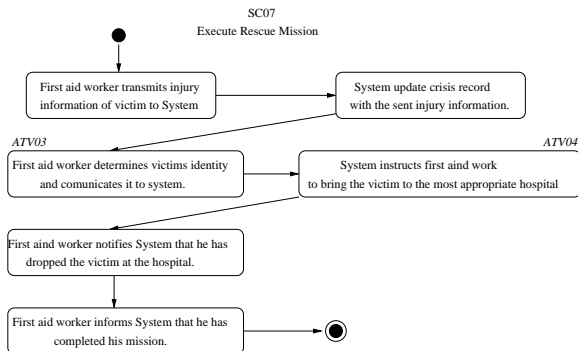 SC07
Execute Rescue Mission
First aid worker transmits injury
information of victim to System
System update crisis record
with the sent injury information.
ATV03
First aid worker determines victims identity
and comunicates it to system.
ATV04
System instructs first aind work
to bring the victim to the most appropriate hospital
First aind worker notifies System that he has
dropped the victim at the hospital.
First aid worker informs System that he has
completed his mission.